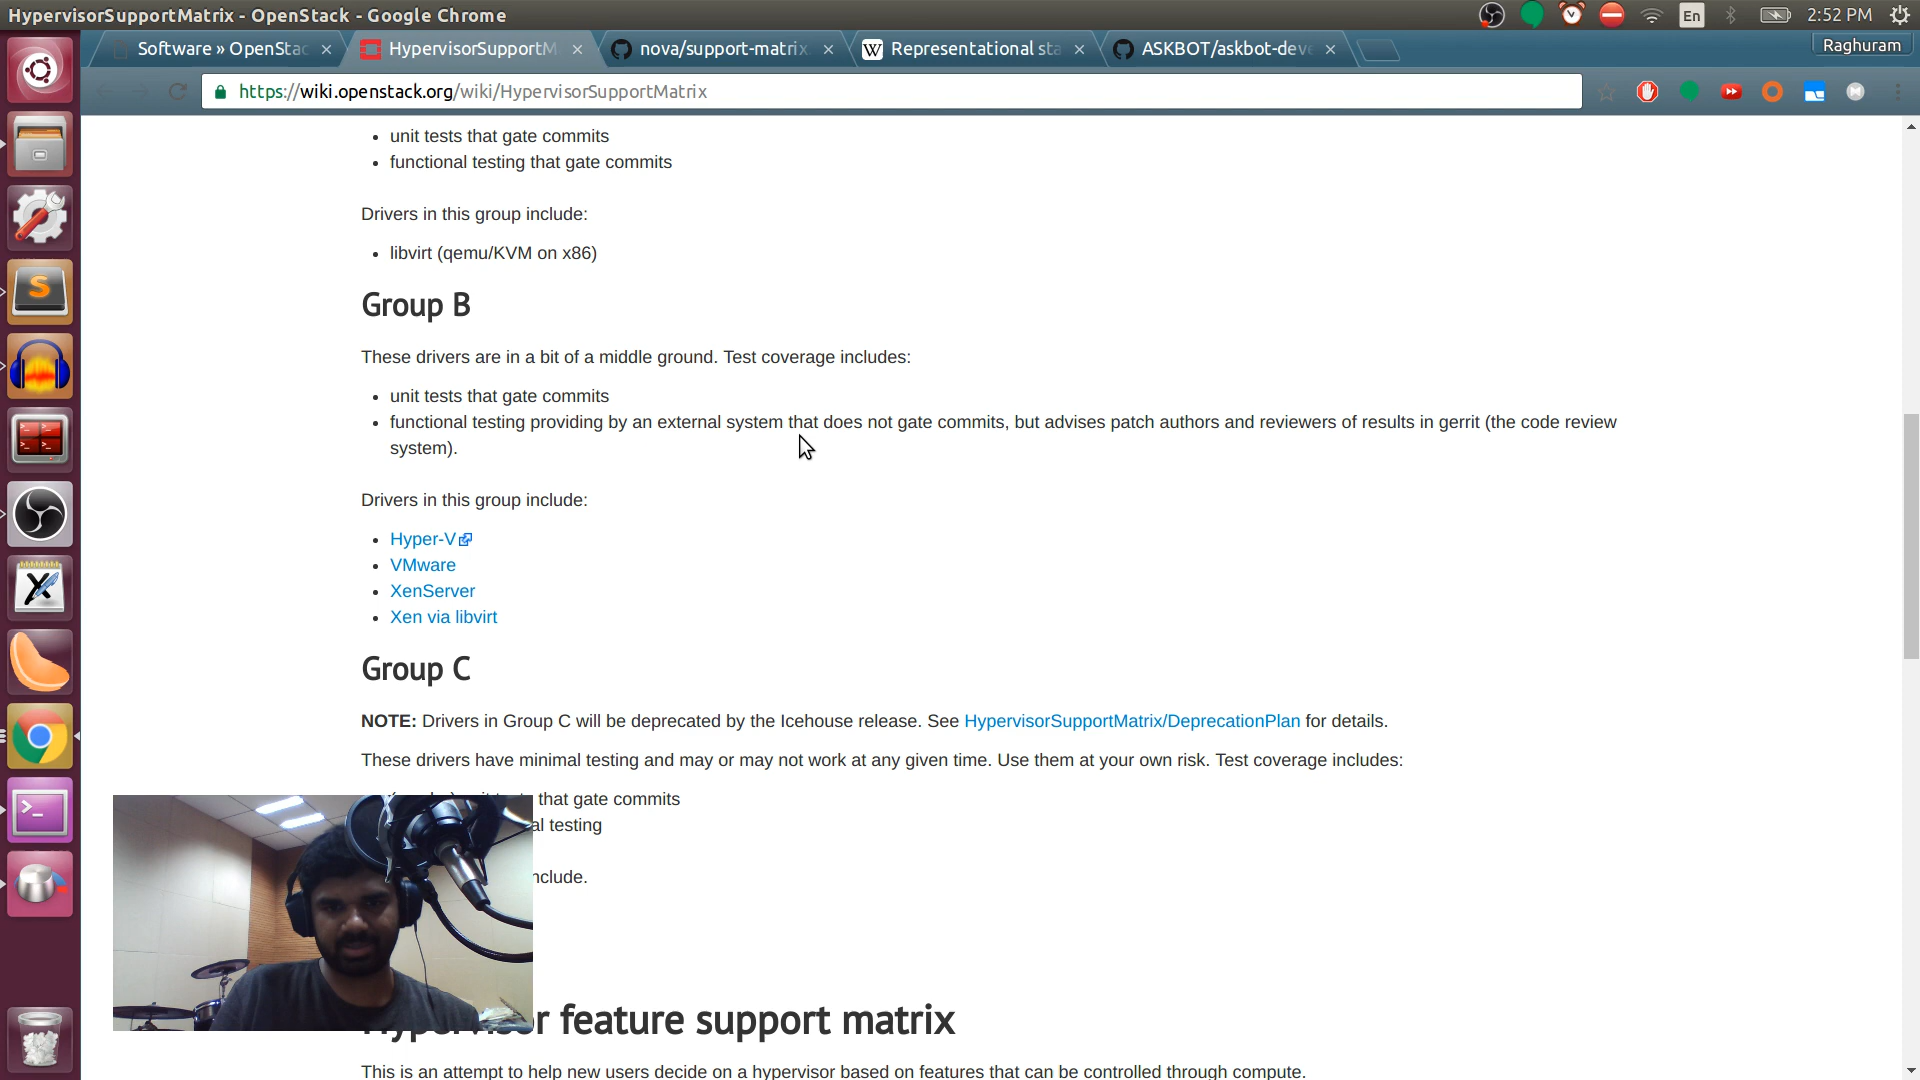 HypervisorSupportMatrix - OpenStack - Google Chrome
En
2:52 PM
Software » OpenStac
HypervisorSupportM
nova/support-matrix
W Representational sta
ASKBOT/askbot-deve
Raghuram
https://wiki.openstack.org/wiki/HypervisorSupportMatrix
• unit tests that gate commits
• functional testing that gate commits
Drivers in this group include:
• libvirt (qemu/KVM on x86)
Group B
These drivers are in a bit of a middle ground. Test coverage includes:
• unit tests that gate commits
• functional testing providing by an external system that does not gate commits, but advises patch authors and reviewers of results in gerrit (the code review
system).
Drivers in this group include:
• Hyper-V
• VMware
• XenServer
• Xen via libvirt
Group C
NOTE: Drivers in Group C will be deprecated by the Icehouse release. See HypervisorSupportMatrix/DeprecationPlan for details.
These drivers have minimal testing and may or may not work at any given time. Use them at your own risk. Test coverage includes:
that gate commits
al testing
nclude.
r feature support matrix
This is an attempt to help new users decide on a hypervisor based on features that can be controlled through compute.